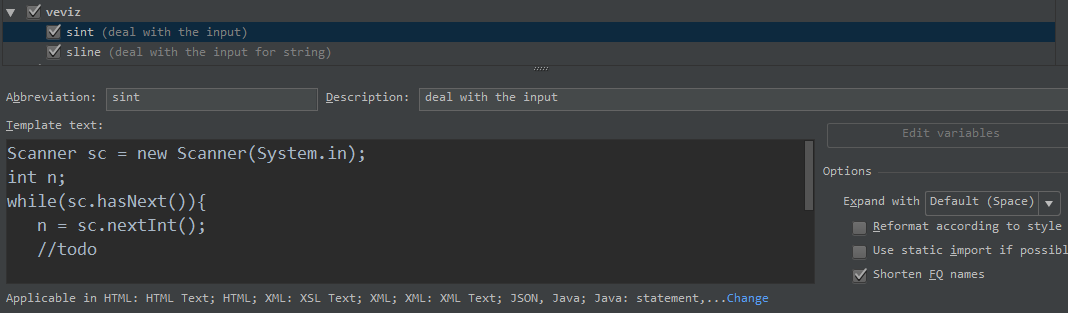 veviz
sint (deal with the input)
sline (deal with the input for string)
Abbreviation: sint Description: deal with the input
Template text:
Edit variables
Scanner sc = new Scanner(System.in);
int n;
while(sc.hasNext()){
n = sc.nextInt();
//todo
Options
Expand with Default (Space)
Reformat according to style
Use static import if possibl
Shorten FQ names
Applicable in HTML: HTML Text; HTML; XML: XSL Text; XML; XML: XML Text; JSON, Java; Java: statement,...Change